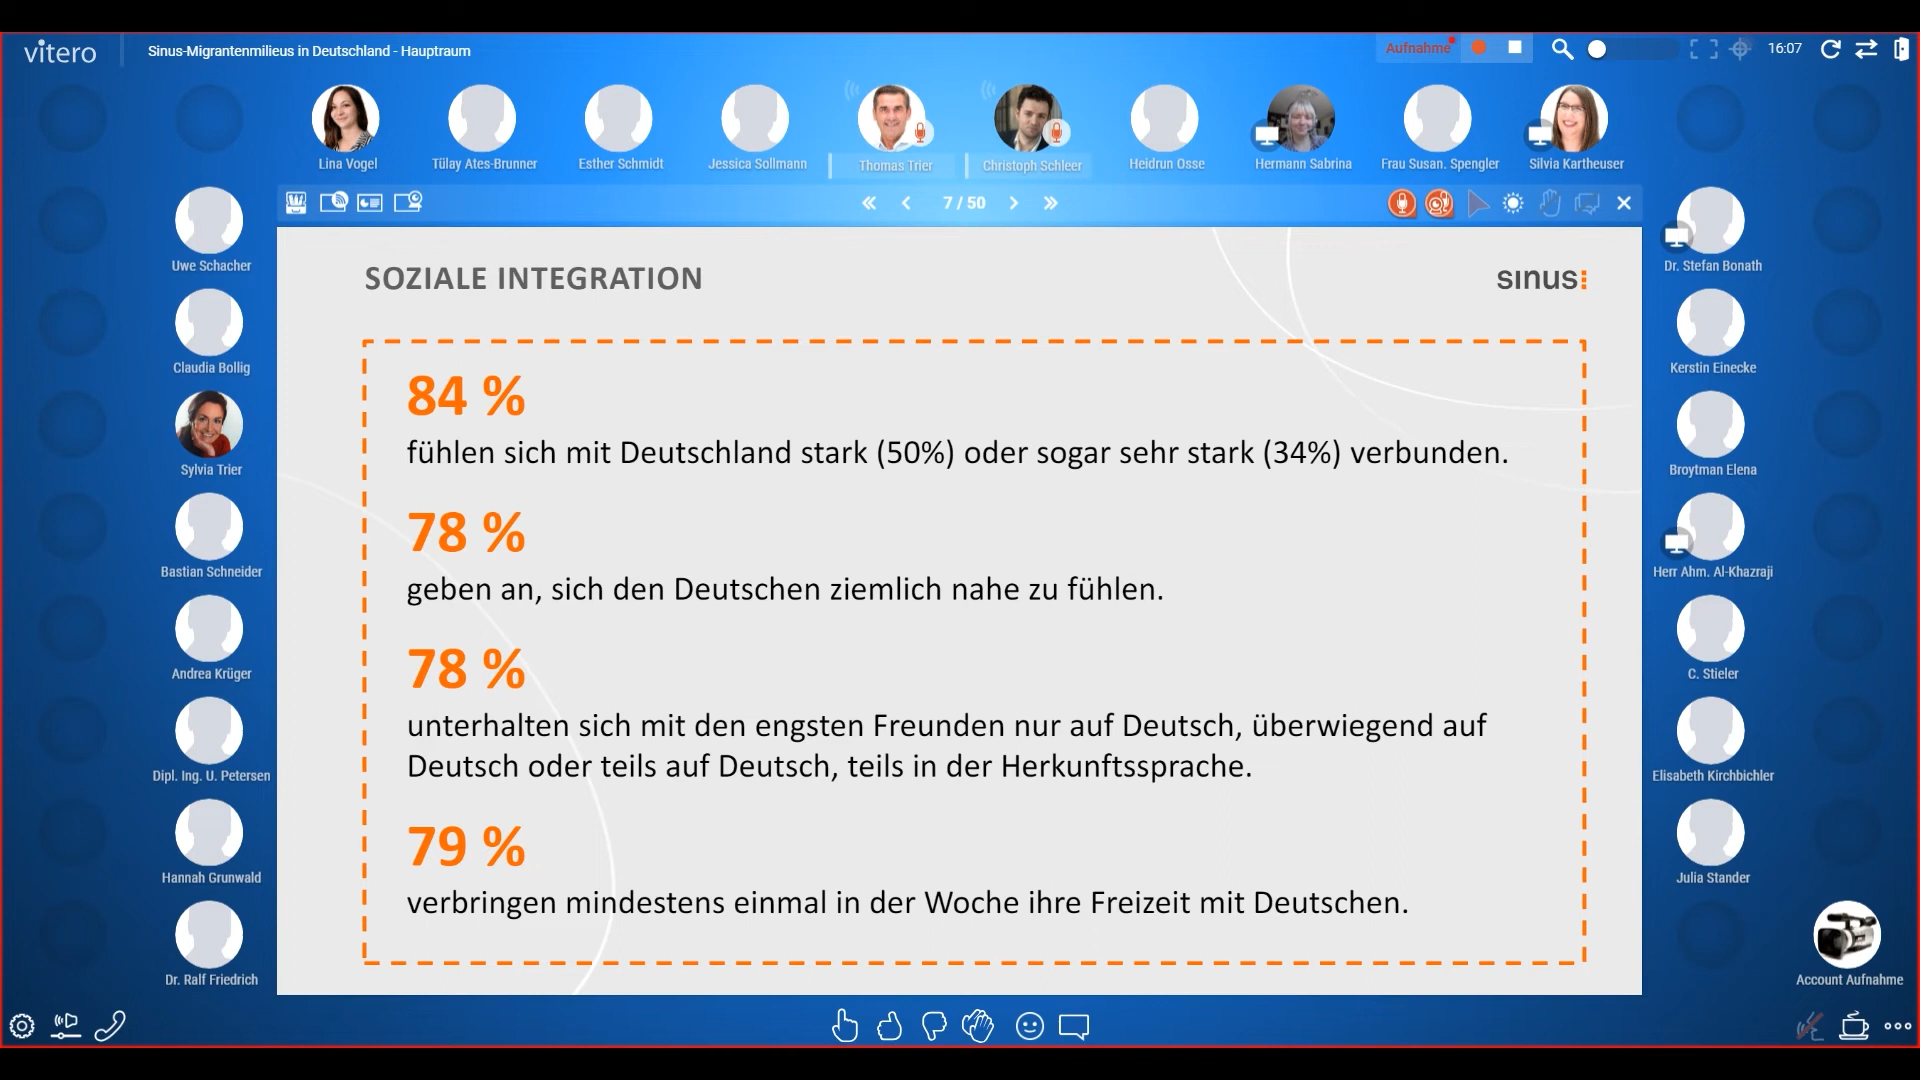 vitero
Sinus-Migrantenmilieus in Deutschland - Hauptraum
Aufnahme
16:07
Lina Vogel
Tülay Ates-Brunner
Esther Schmidt
Jessica Sollmann
Thomas Trier
Christoph Schleer
Heidrun Osse
Hermann Sabrina
Frau Susan. Spengler
Silvia Kartheuser
7 / 50
Uwe Schacher
Claudia Bollig
Sylvia Trier
Bastian Schneider
Andrea Krüger
Dipl. Ing. U. Petersen
Hannah Grunwald
Dr. Ralf Friedrich
SOZIALE INTEGRATION
sinus
84 %
fühlen sich mit Deutschland stark (50%) oder sogar sehr stark (34%) verbunden.
78 %
geben an, sich den Deutschen ziemlich nahe zu fühlen.
78 %
unterhalten sich mit den engsten Freunden nur auf Deutsch, überwiegend auf
Deutsch oder teils auf Deutsch, teils in der Herkunftssprache.
79 %
verbringen mindestens einmal in der Woche ihre Freizeit mit Deutschen.
Dr. Stefan Bonath
Kerstin Einecke
Broytman Elena
Herr Ahm. Al-Khazraji
C. Stieler
Elisabeth Kirchbichler
Julia Stander
Account Aufnahme